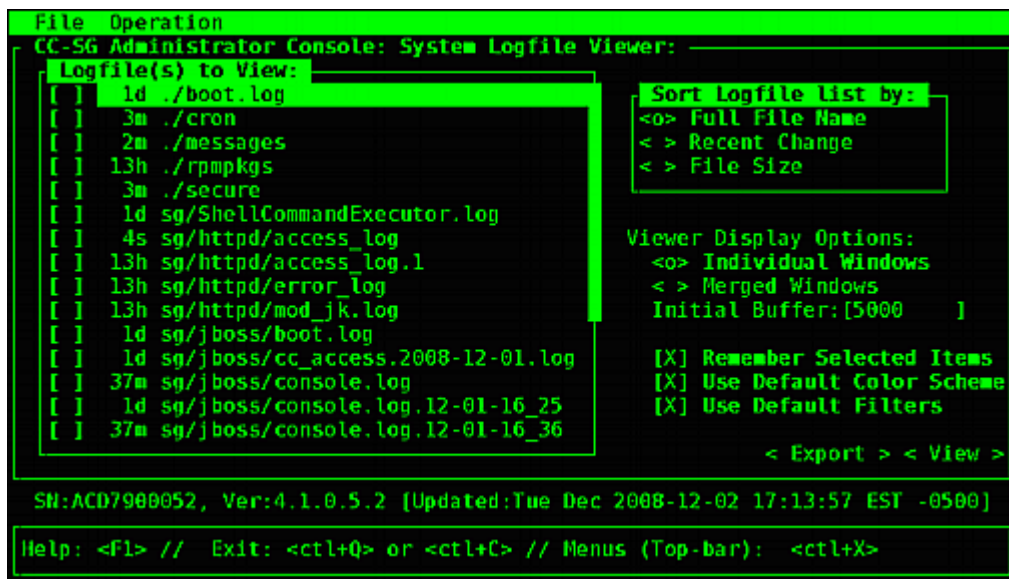 File Operation
CC-SG Administrator Console: System Logfile Viewer:
Logfile(s) to View:
[ ] 1d ./boot.log
[ ] 3m ./cron
[ ] 2m ./messages
[ ] 13h ./rpmpkgs
[ ] 3m ./secure
[ ] 1d sg/ShellCommandExecutor.log
[ ] 4s sg/httpd/access_log
[ ] 13h sg/httpd/access_log.1
[ ] 13h sg/httpd/error_log
[ ] 13h sg/httpd/mod_jk.log
[ ] 1d sg/jboss/boot.log
[ ] 1d sg/jboss/cc_access.2008-12-01.log
[ ] 37m sg/jboss/console.log
[ ] 1d sg/jboss/console.log.12-01-16_25
[ ] 37m sg/jboss/console.log.12-01-16_36
Sort Logfile list by:
<o> Full File Name
< > Recent Change
< > File Size
Viewer Display Options:
<o> Individual Windows
< > Merged Windows
Initial Buffer:[5000 ]
[X] Remember Selected Items
[X] Use Default Color Scheme
[X] Use Default Filters
< Export > < View >
SN:ACD7900052, Ver:4.1.0.5.2 [Updated:Tue Dec 2008-12-02 17:13:57 EST -0500]
Help: <F1> // Exit: <ctl+Q> or <ctl+C> // Menus (Top-bar): <ctl+X>